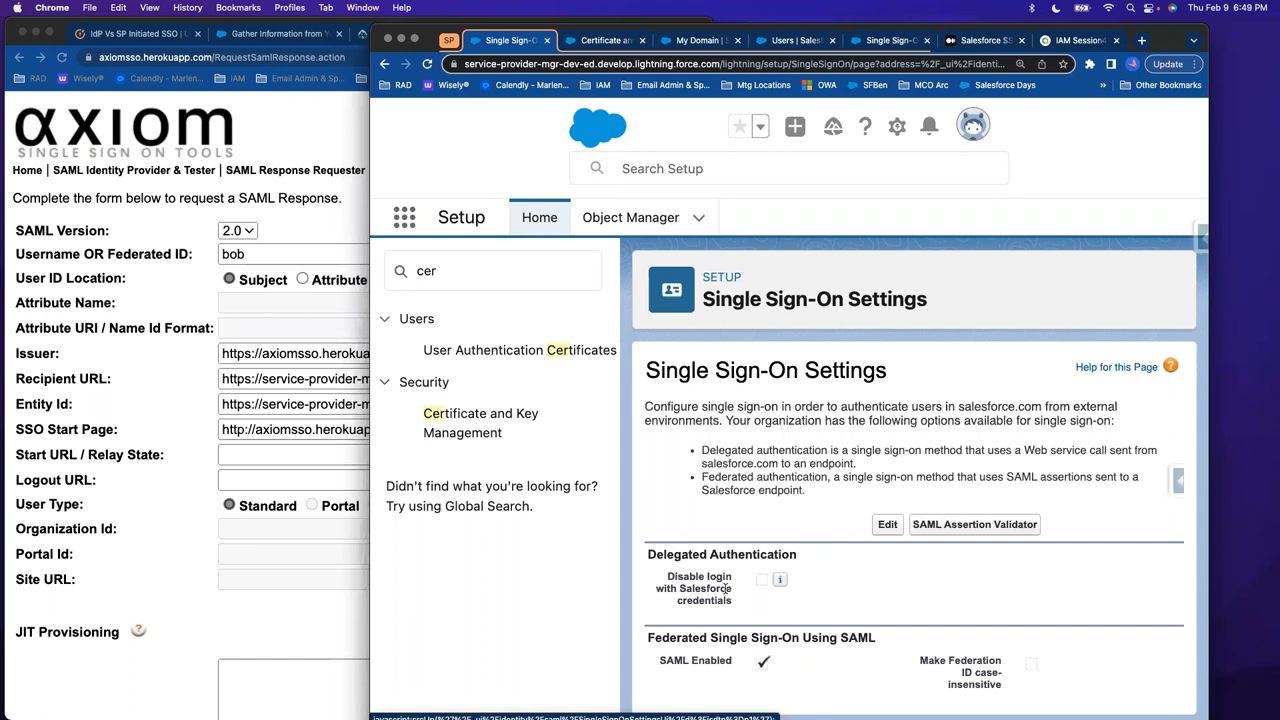 Chrome File Edit View History Bookmarks Profiles Tab Window Help
Thu Feb 9 6:49 PM
IdP Vs SP Initiated SSO | U
Gather Information from Y
axiomsso.herokuapp.com/RequestSamlResponse.action
RAD Wisely® Calendly - Marlen... IAM Email Admin & Sp...
αxiom
SINGLE SIGN ON TOOLS
Home | SAML Identity Provider & Tester | SAML Response Requester
Complete the form below to request a SAML Response.
SAML Version: 2.0
Username OR Federated ID: bob
User ID Location: Subject Attribute
Attribute Name:
Attribute URI / Name Id Format:
Issuer: https://axiomsso.herokua
Recipient URL: https://service-provider-m
Entity Id: https://service-provider-m
SSO Start Page: http://axiomsso.herokuap
Start URL / Relay State:
Logout URL:
User Type: Standard Portal
Organization Id:
Portal Id:
Site URL:
JIT Provisioning ?
SP Single Sign-O Certificate an My Domain | S Users | Salesf Single Sign-O Salesforce SS IAM Session4
service-provider-mgr-dev-ed.develop.lightning.force.com/lightning/setup/SingleSignOn/page?address=%2F_ui%2Fidenti...
Update
RAD Wisely® Calendly - Marlen... IAM Email Admin & Sp... Mtg Locations OWA SFBen MCO Arc Salesforce Days » Other Bookmarks
Search Setup
Setup Home Object Manager
cer
Users
User Authentication Certificates
Security
Certificate and Key
Management
Didn't find what you're looking for?
Try using Global Search.
SETUP
Single Sign-On Settings
Single Sign-On Settings
Help for this Page ?
Configure single sign-on in order to authenticate users in salesforce.com from external
environments. Your organization has the following options available for single sign-on:
• Delegated authentication is a single sign-on method that uses a Web service call sent from
salesforce.com to an endpoint.
• Federated authentication, a single sign-on method that uses SAML assertions sent to a
Salesforce endpoint.
Edit SAML Assertion Validator
Delegated Authentication
Disable login
with Salesforce
credentials
i
Federated Single Sign-On Using SAML
SAML Enabled
Make Federation
ID case-
insensitive